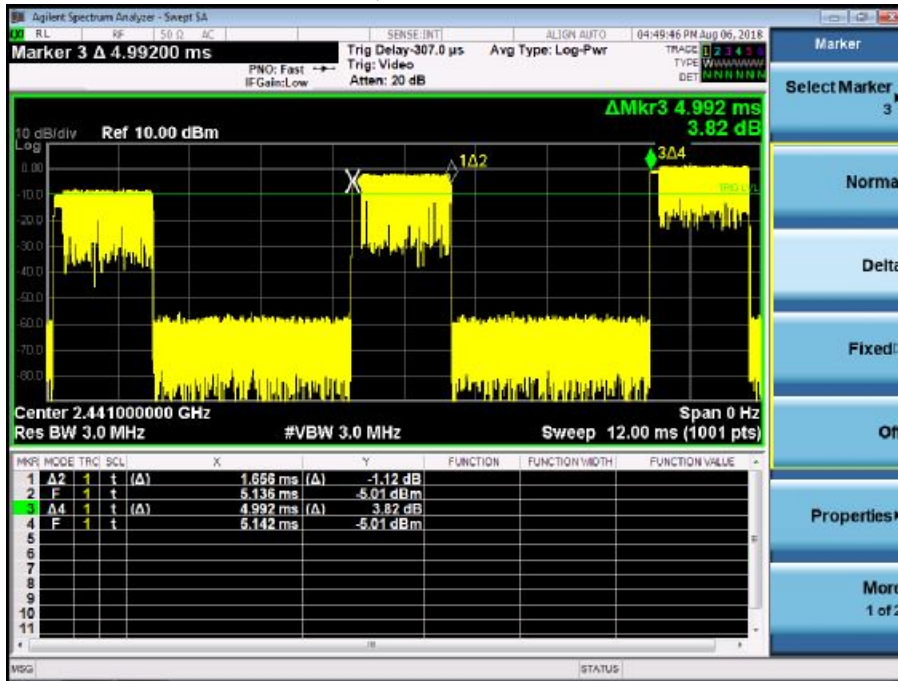 Agilent Spectrum Analyzer - Swept SA
RL RF 50 Ω AC SENSE:INT ALIGN AUTO 04:49:46 PM Aug 06, 2018
Marker 3 Δ 4.99200 ms
PNO: Fast
IFGain:Low
Trig Delay-307.0 µs
Trig: Video
Atten: 20 dB
Avg Type: Log-Pwr
TRACE 1 2 3 4 5 6
TYPE WWWWWW
DET NNNNNN
ΔMkr3 4.992 ms
3.82 dB
10 dB/div Ref 10.00 dBm
Log
0.00
-10.0
-20.0
-30.0
-40.0
-50.0
-60.0
-70.0
-80.0
X
1Δ2
3Δ4
TRIG LVL
Center 2.441000000 GHz Span 0 Hz
Res BW 3.0 MHz #VBW 3.0 MHz Sweep 12.00 ms (1001 pts)
MKR MODE TRC SCL X Y FUNCTION FUNCTION WIDTH FUNCTION VALUE
1 Δ2 1 t (Δ) 1.656 ms (Δ) -1.12 dB
2 F 1 t 5.136 ms -5.01 dBm
3 Δ4 1 t (Δ) 4.992 ms (Δ) 3.82 dB
4 F 1 t 5.142 ms -5.01 dBm
5
6
7
8
9
10
11
MSG STATUS
Marker
Select Marker
3
Norma
Delta
Fixed
Of
Properties
More
1 of 2